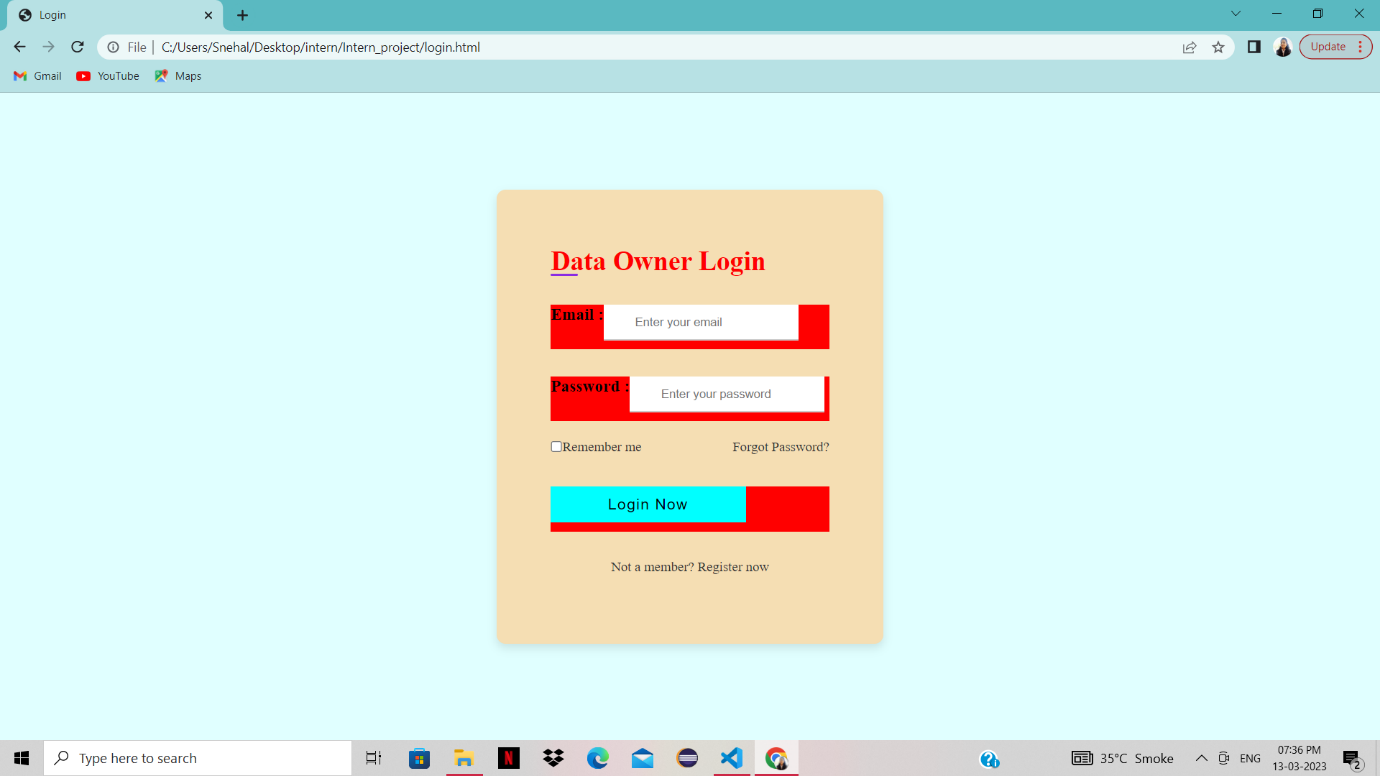 Login
File | C:/Users/Snehal/Desktop/intern/Intern_project/login.html
Update
Gmail YouTube Maps
Data Owner Login
Email : Enter your email
Password : Enter your password
Remember me Forgot Password?
Login Now
Not a member? Register now
Type here to search
N
35°C Smoke
ENG
07:36 PM
13-03-2023
2